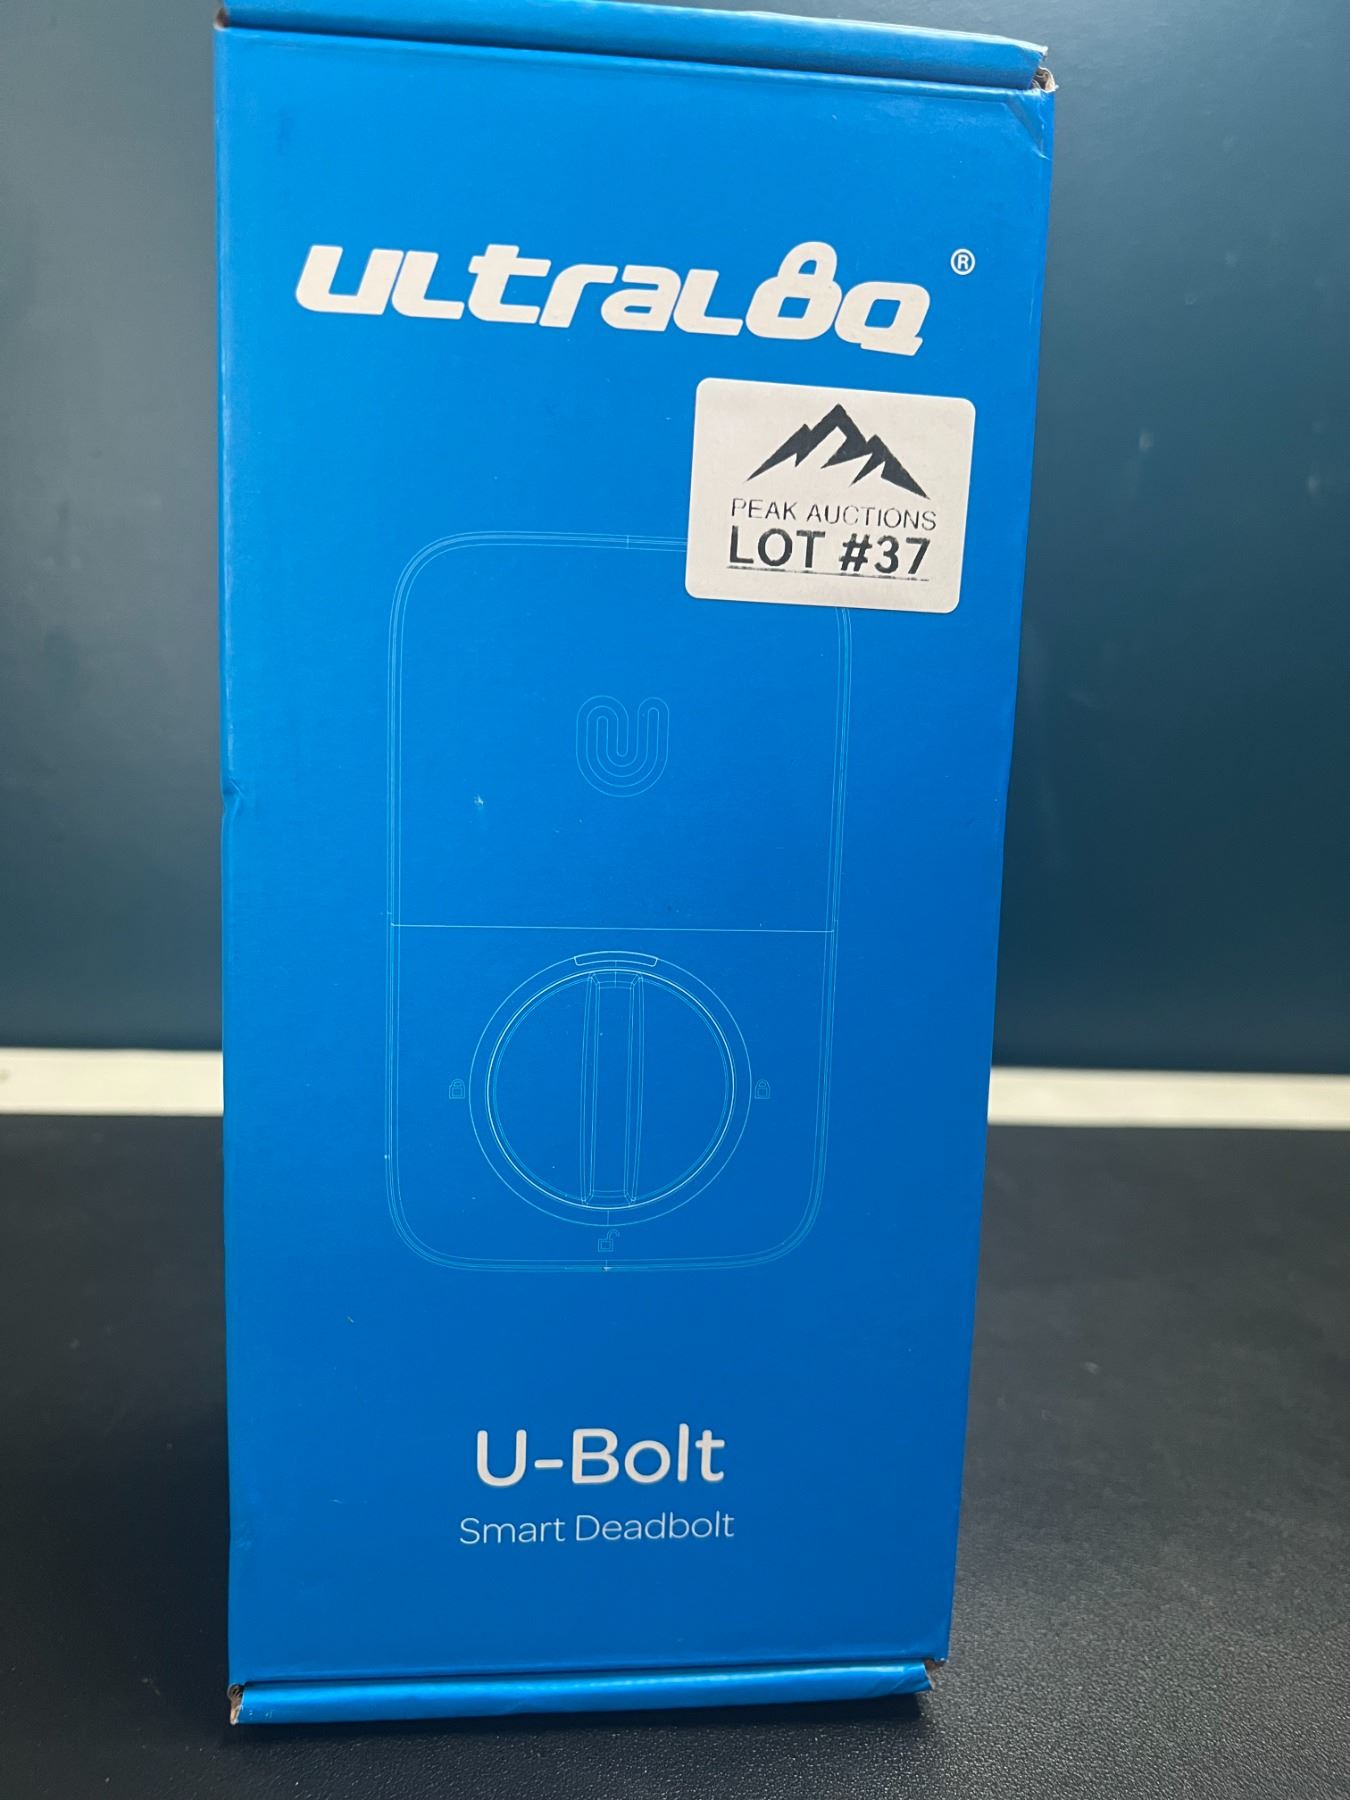 ULtraLoQ ®
PEAK AUCTIONS
LOT #37
U-Bolt
Smart Deadbolt